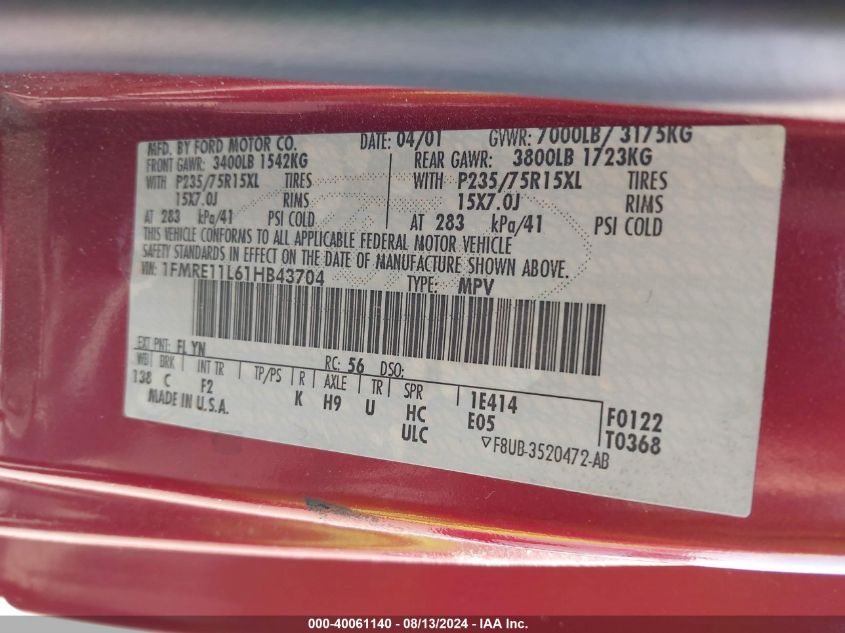 MFD. BY FORD MOTOR CO. DATE: 04/01 GVWR: 7000LB/ 3175KG
FRONT GAWR: 3400LB 1542KG REAR GAWR: 3800LB 1723KG
WITH P235/75R15XL TIRES WITH P235/75R15XL TIRES
15X7.0J RIMS 15X7.0J RIMS
AT 283 kPa/41 PSI COLD AT 283 kPa/41 PSI COLD
THIS VEHICLE CONFORMS TO ALL APPLICABLE FEDERAL MOTOR VEHICLE
SAFETY STANDARDS IN EFFECT ON THE DATE OF MANUFACTURE SHOWN ABOVE.
VIN: 1FMRE11L61HB43704 TYPE: MPV
EXT PNT: FL YN RC: 56 DSO:
WB BRK INT TR TP/PS R AXLE TR SPR
138 C F2 K H9 U HC 1E414 F0122
MADE IN U.S.A. ULC E05 T0368
F8UB-3520472-AB
000-40061140 - 08/13/2024 - IAA Inc.